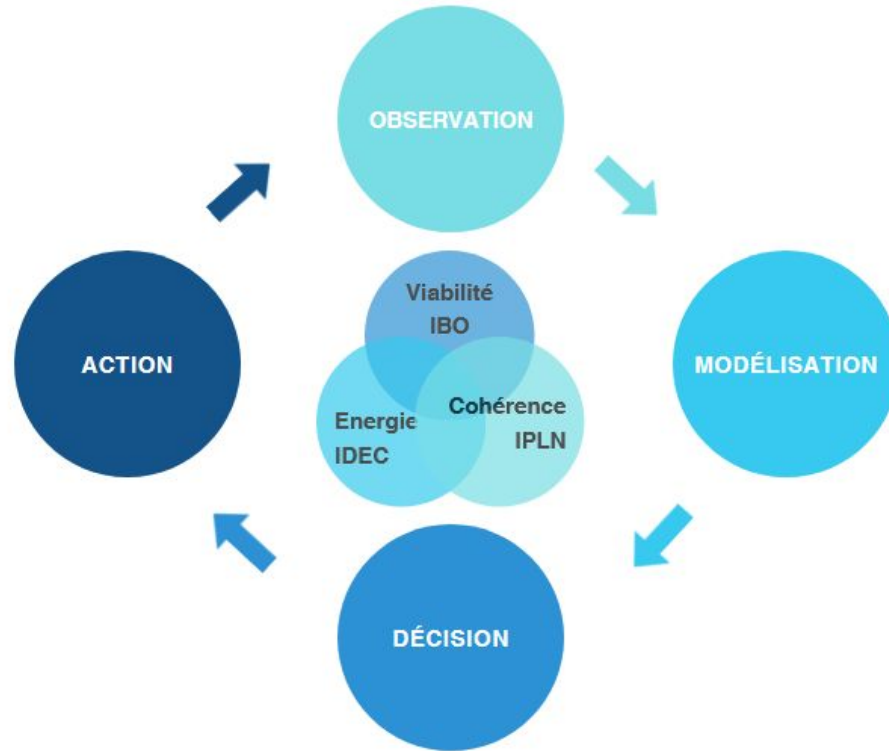 OBSERVATION
Viabilité
IBO
ACTION
MODÉLISATION
Energie
IDEC
Cohérence
IPLN
DÉCISION